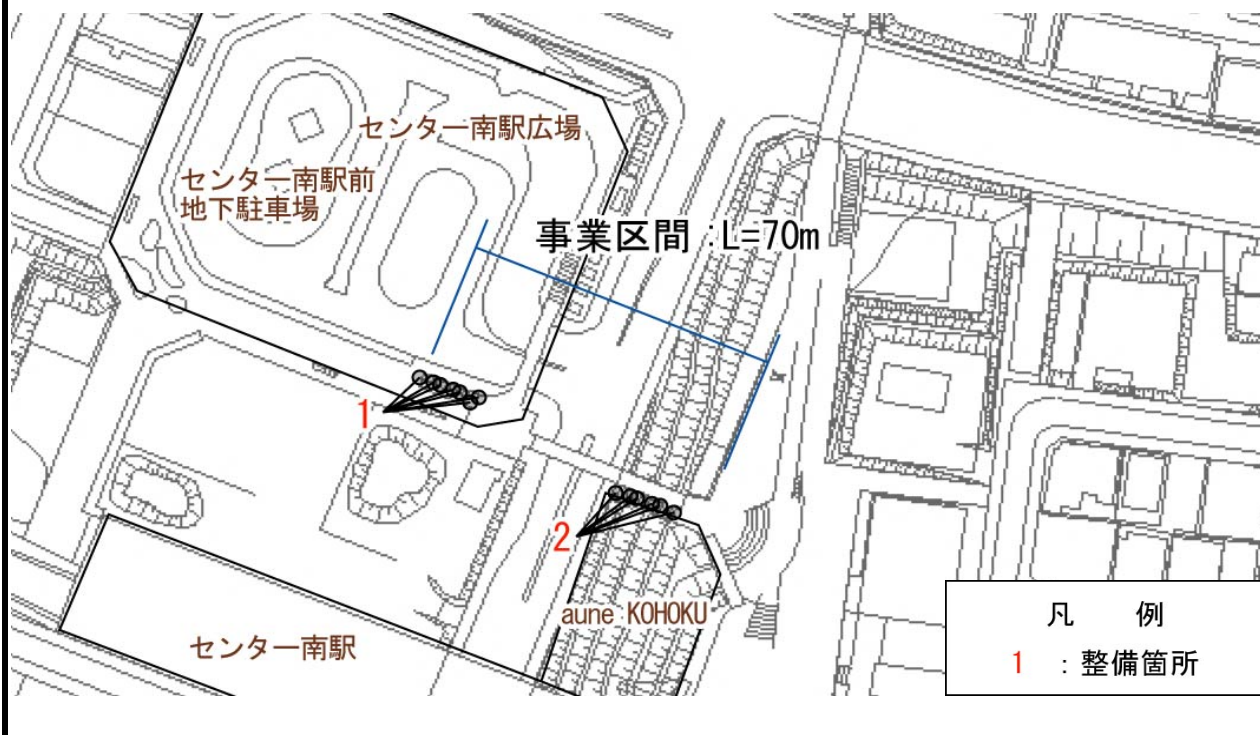 センター南駅広場
センター南駅前
地下駐車場
事業区間：L=70m
1
2
aune KOHOKU
センター南駅
凡　例
1　：整備箇所